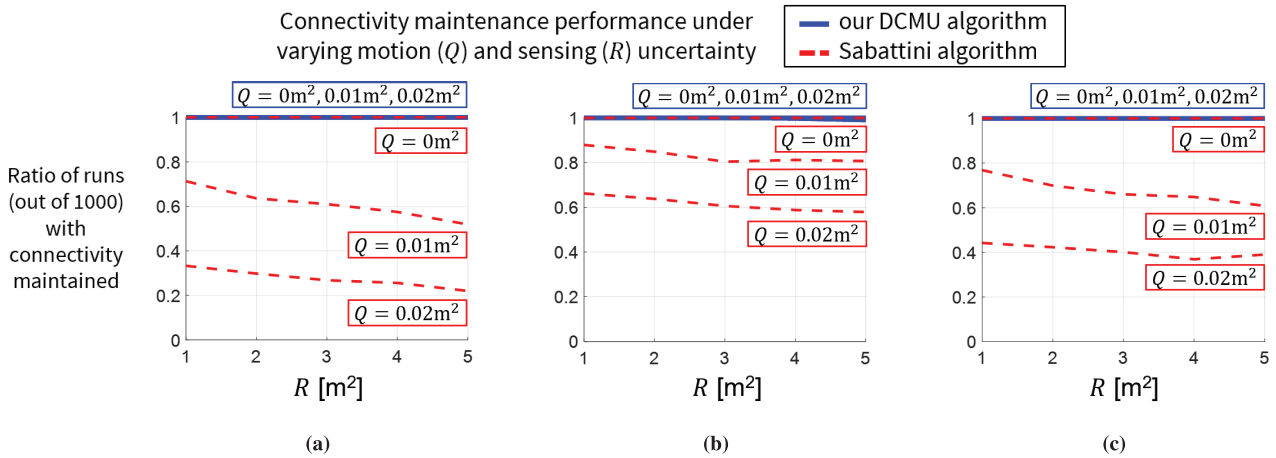 Connectivity maintenance performance under
varying motion (Q) and sensing (R) uncertainty
our DCMU algorithm
Sabattini algorithm
Ratio of runs
(out of 1000)
with
connectivity
maintained
Q = 0m², 0.01m², 0.02m²
1
0.8
0.6
0.4
0.2
0
Q = 0m²
Q = 0.01m²
Q = 0.02m²
1 2 3 4 5
R [m²]
(a)
Q = 0m², 0.01m², 0.02m²
1
0.8
0.6
0.4
0.2
0
Q = 0m²
Q = 0.01m²
Q = 0.02m²
1 2 3 4 5
R [m²]
(b)
Q = 0m², 0.01m², 0.02m²
1
0.8
0.6
0.4
0.2
0
Q = 0m²
Q = 0.01m²
Q = 0.02m²
1 2 3 4 5
R [m²]
(c)